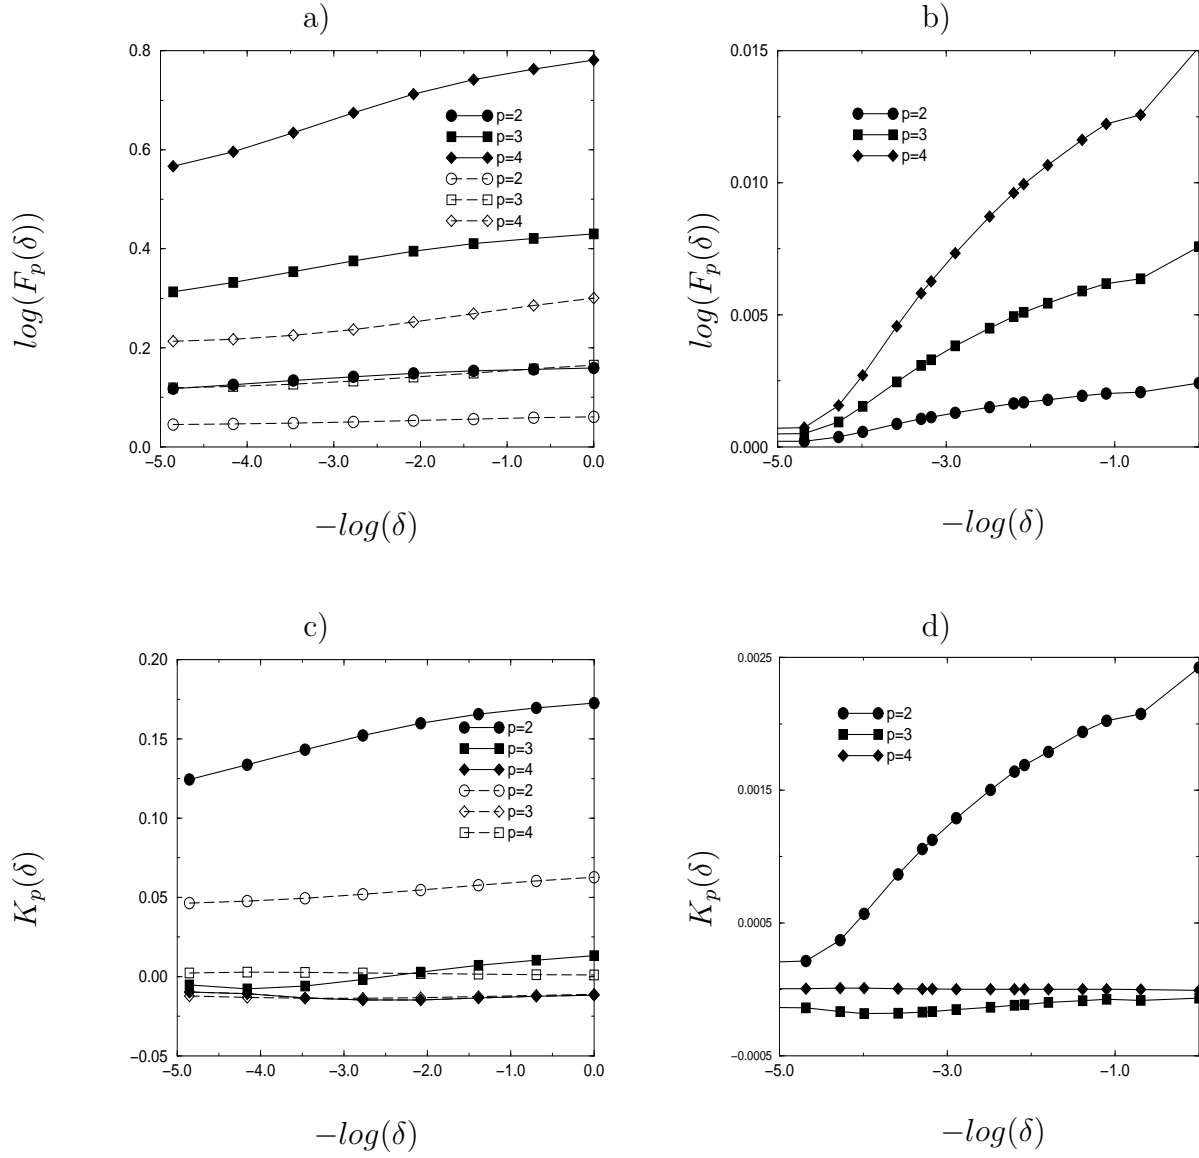 a)
log(F_p(δ))
0.8
0.6
0.4
0.2
0.0
p=2
p=3
p=4
p=2
p=3
p=4
−5.0 −4.0 −3.0 −2.0 −1.0 0.0
−log(δ)
b)
log(F_p(δ))
0.015
0.010
0.005
0.000
p=2
p=3
p=4
−5.0 −3.0 −1.0
−log(δ)
c)
K_p(δ)
0.20
0.15
0.10
0.05
0.00
−0.05
p=2
p=3
p=4
p=2
p=3
p=4
−5.0 −4.0 −3.0 −2.0 −1.0 0.0
−log(δ)
d)
K_p(δ)
0.0025
0.0015
0.0005
−0.0005
p=2
p=3
p=4
−5.0 −3.0 −1.0
−log(δ)